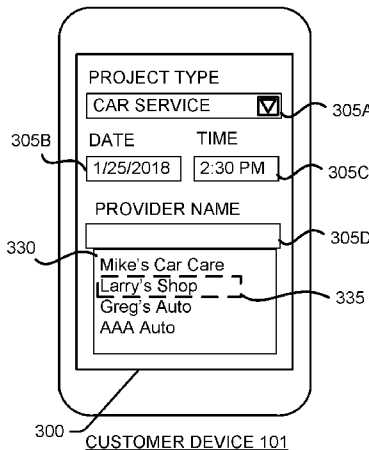 PROJECT TYPE
CAR SERVICE
305A
305B
DATE TIME
1/25/2018 2:30 PM
305C
PROVIDER NAME
305D
330
Mike's Car Care
Larry's Shop
335
Greg's Auto
AAA Auto
300
CUSTOMER DEVICE 101